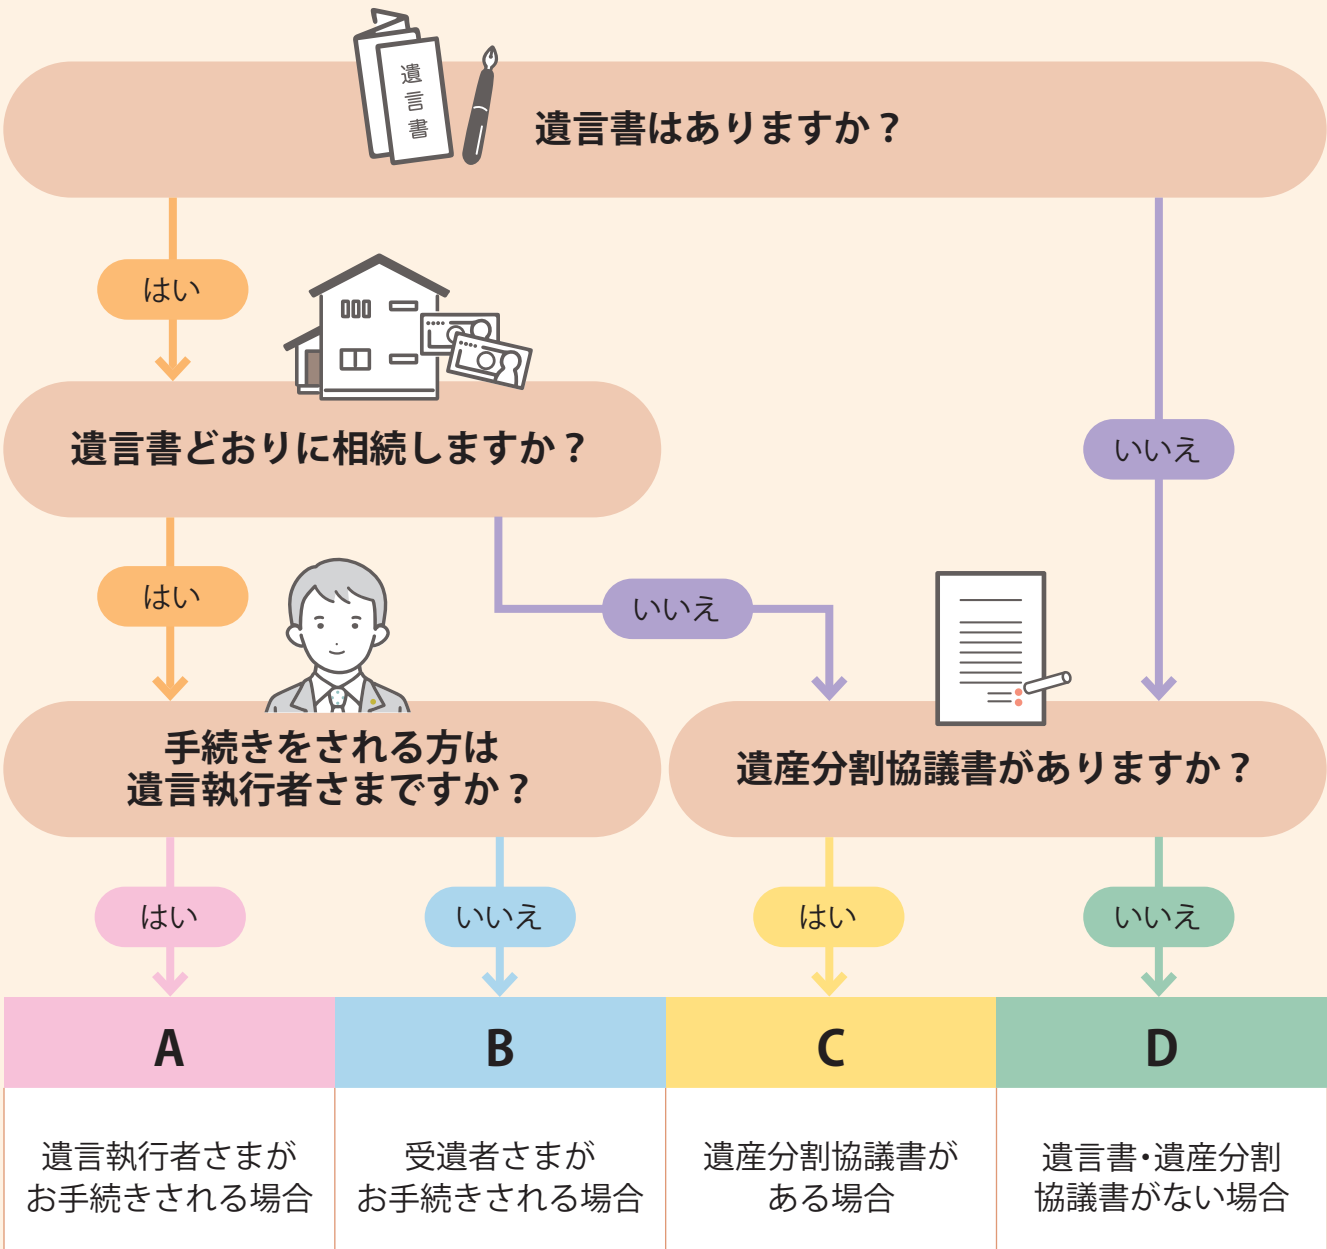 遺言書
遺言書はありますか？
はい
いいえ
遺言書どおりに相続しますか？
はい
いいえ
手続きをされる方は
遺言執行者さまですか？
遺産分割協議書がありますか？
はい
いいえ
はい
いいえ
A
B
C
D
遺言執行者さまが
お手続きされる場合
受遺者さまが
お手続きされる場合
遺産分割協議書が
ある場合
遺言書・遺産分割
協議書がない場合